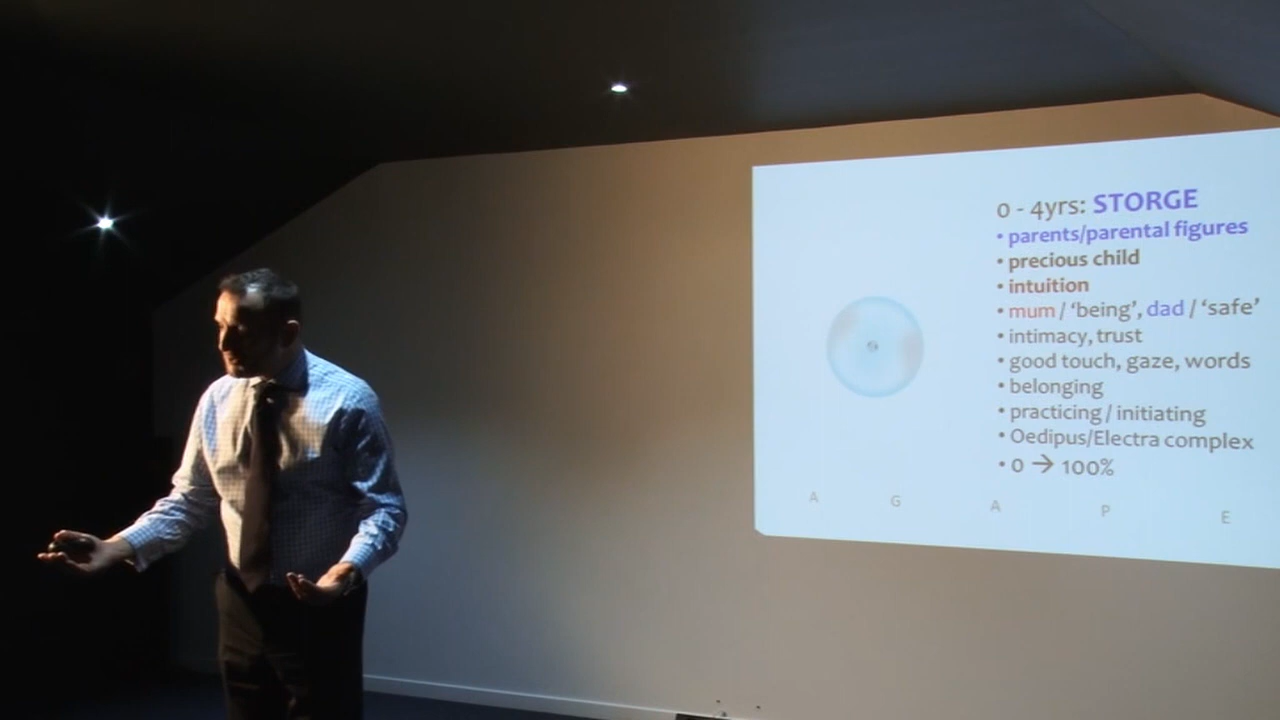 0 - 4yrs: STORGE
• parents/parental figures
• precious child
• intuition
• mum / ‘being’, dad / ‘safe’
• intimacy, trust
• good touch, gaze, words
• belonging
• practicing / initiating
• Oedipus/Electra complex
• 0 → 100%
A G A P E